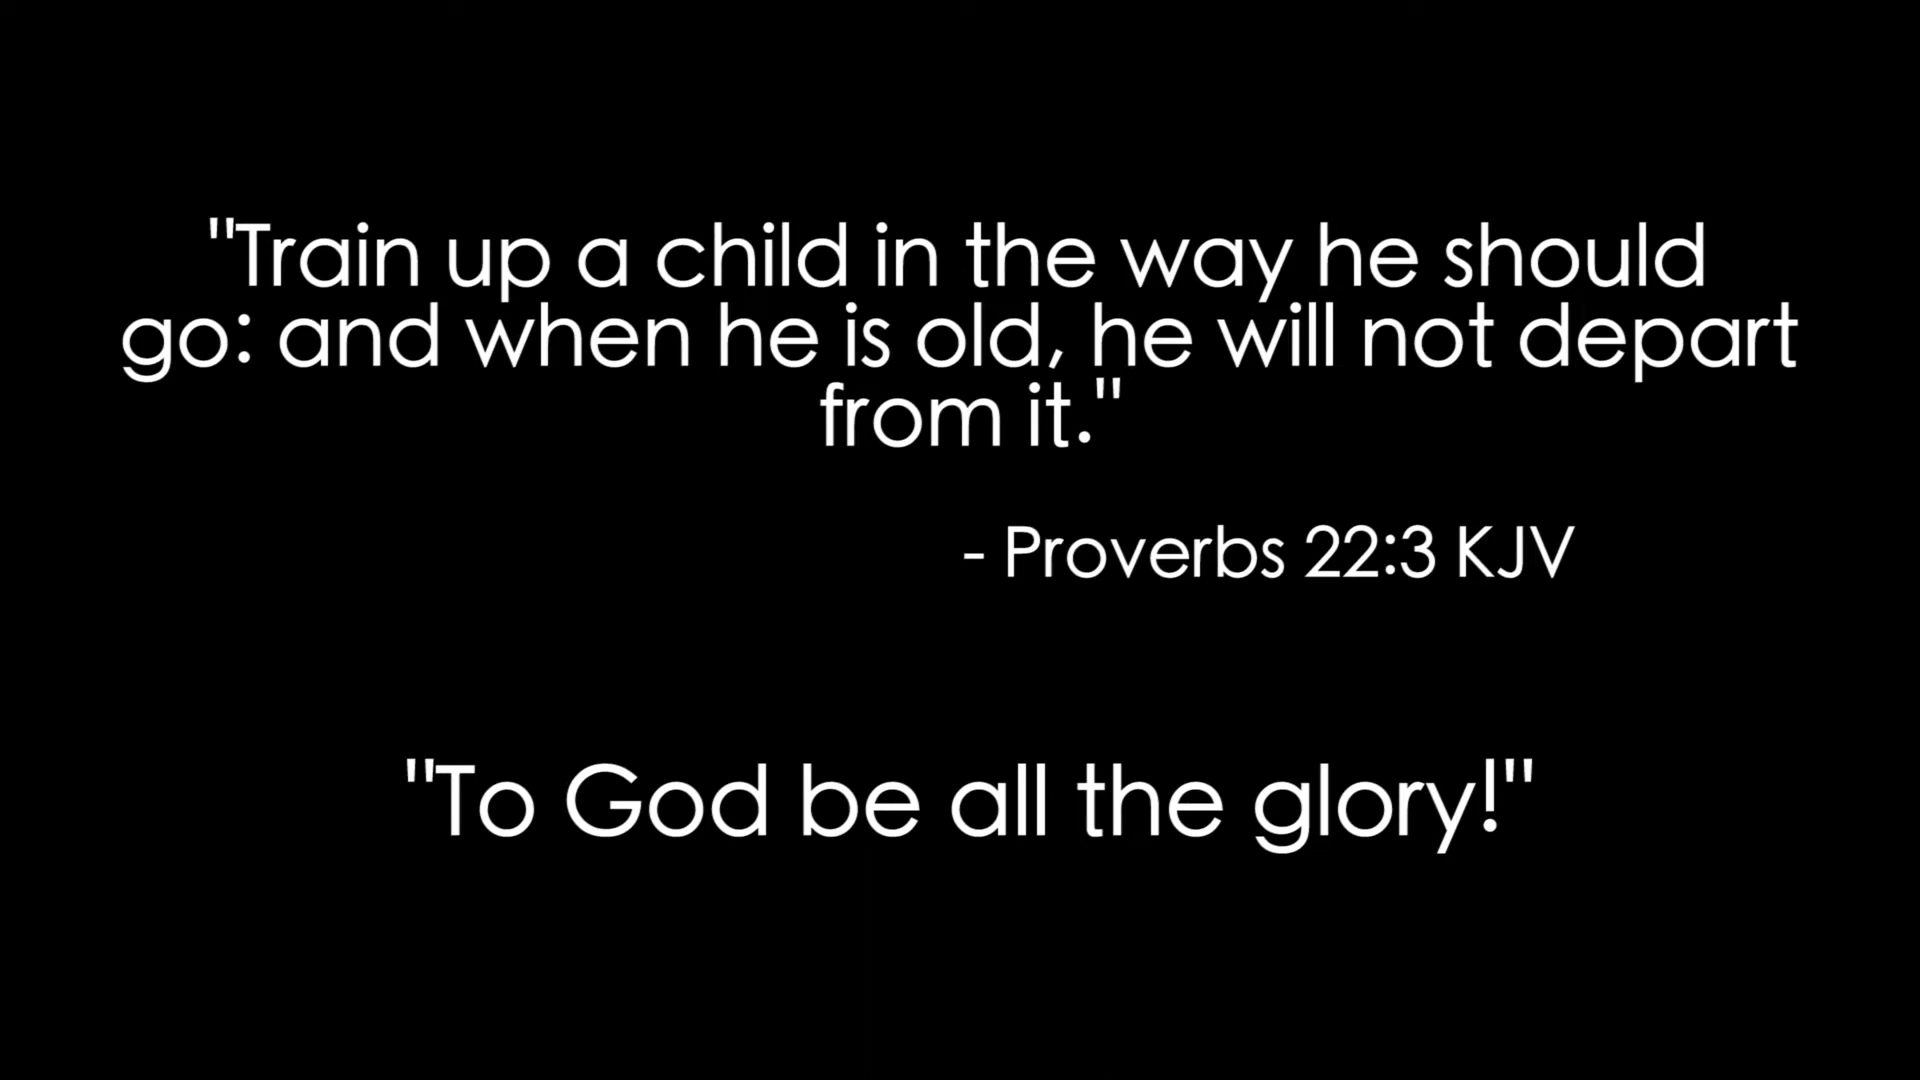 "Train up a child in the way he should
go: and when he is old, he will not depart
from it."
- Proverbs 22:3 KJV
"To God be all the glory!"